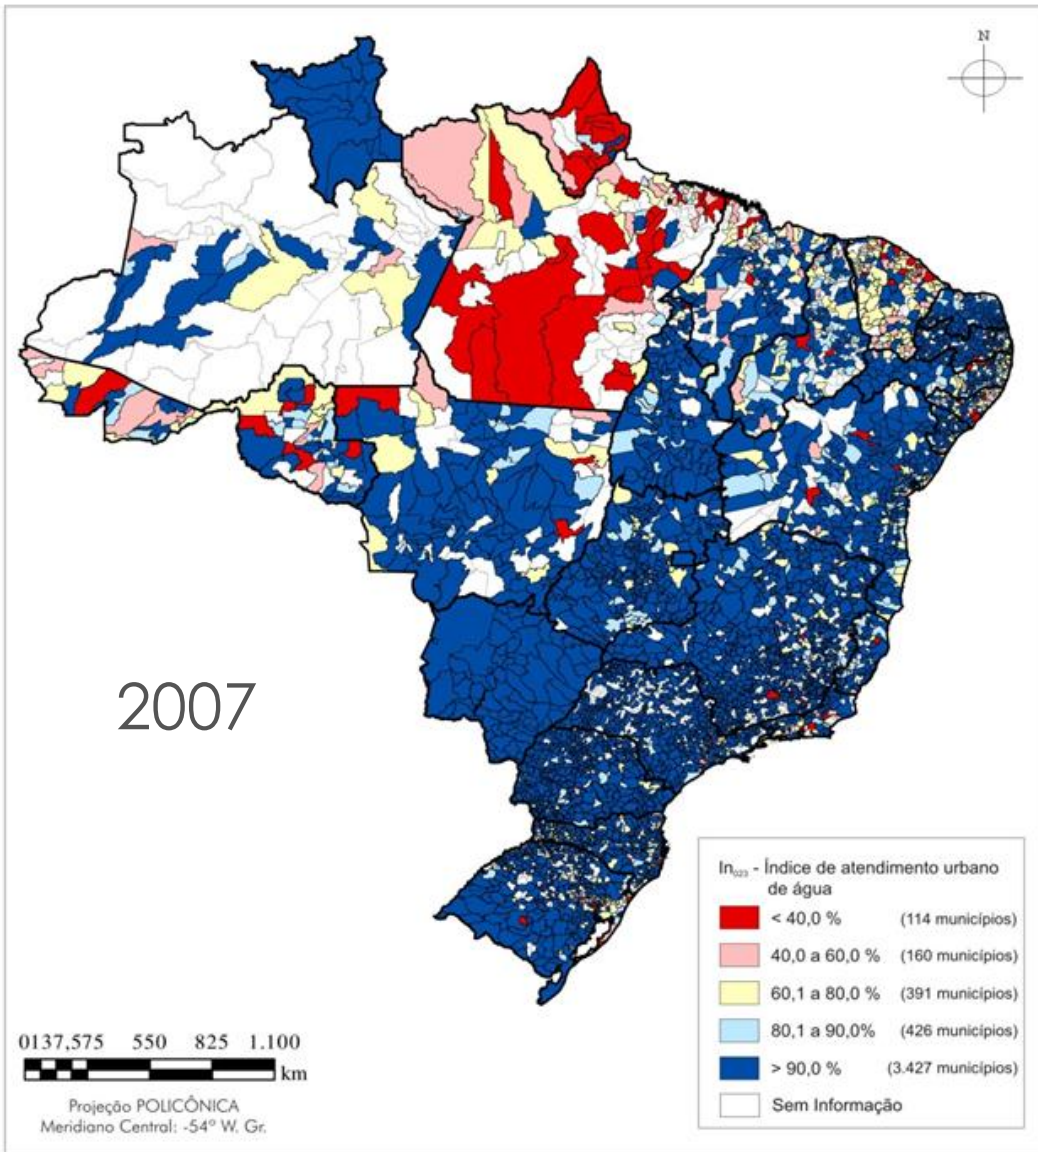 N
2007
In₀₂₃ - Índice de atendimento urbano
de água
< 40,0 % (114 municípios)
40,0 a 60,0 % (160 municípios)
60,1 a 80,0 % (391 municípios)
80,1 a 90,0% (426 municípios)
> 90,0 % (3.427 municípios)
Sem Informação
0137,575 550 825 1.100
km
Projeção POLICÔNICA
Meridiano Central: -54º W. Gr.